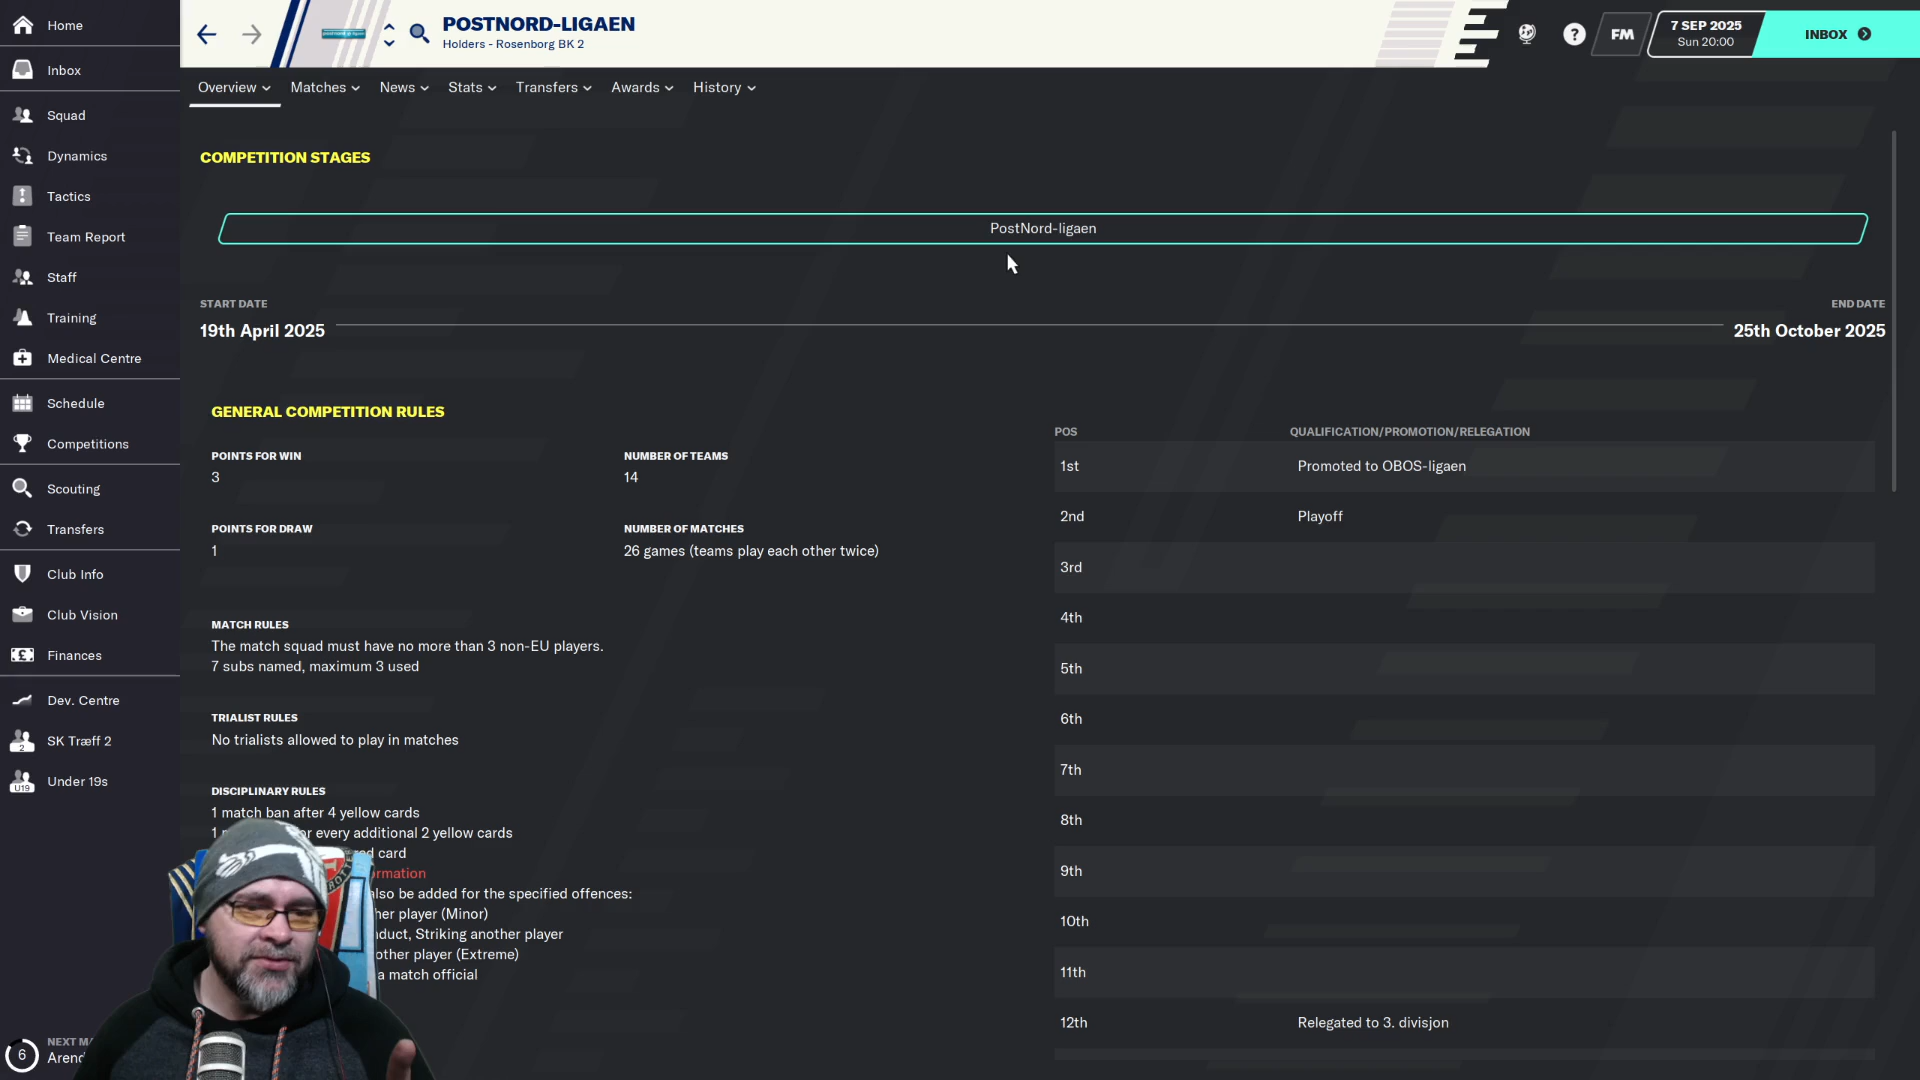 Home
Inbox
Squad
Dynamics
Tactics
Team Report
Staff
Training
Medical Centre
Schedule
Competitions
Scouting
Transfers
Club Info
Club Vision
Finances
Dev. Centre
2
SK Træff 2
U19
Under 19s
6
NEXT MA
Arend
POSTNORD-LIGAEN
Holders - Rosenborg BK 2
?
FM
7 SEP 2025
Sun 20:00
INBOX
Overview
Matches
News
Stats
Transfers
Awards
History
COMPETITION STAGES
PostNord-ligaen
START DATE
19th April 2025
END DATE
25th October 2025
GENERAL COMPETITION RULES
POINTS FOR WIN
3
NUMBER OF TEAMS
14
POINTS FOR DRAW
1
NUMBER OF MATCHES
26 games (teams play each other twice)
MATCH RULES
The match squad must have no more than 3 non-EU players.
7 subs named, maximum 3 used
TRIALIST RULES
No trialists allowed to play in matches
DISCIPLINARY RULES
1 match ban after 4 yellow cards
or every additional 2 yellow cards
card
rmation
also be added for the specified offences:
her player (Minor)
nduct, Striking another player
other player (Extreme)
a match official
POS
QUALIFICATION/PROMOTION/RELEGATION
1st
Promoted to OBOS-ligaen
2nd
Playoff
3rd
4th
5th
6th
7th
8th
9th
10th
11th
12th
Relegated to 3. divisjon